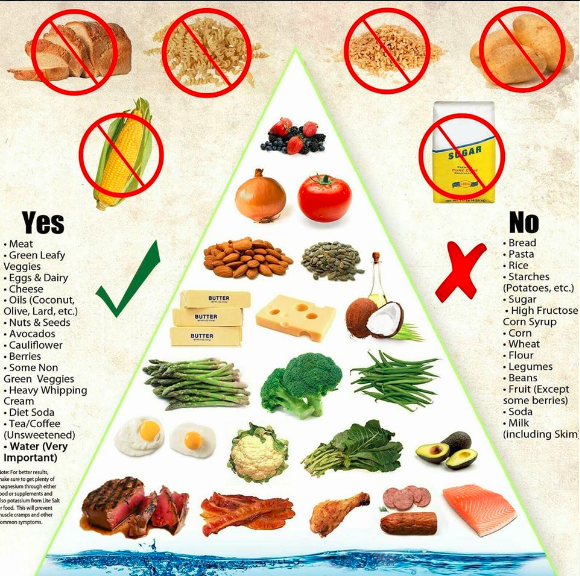 SUGAR
Yes
• Meat
• Green Leafy
Veggies
• Eggs & Dairy
• Cheese
• Oils (Coconut,
Olive, Lard, etc.)
• Nuts & Seeds
• Avocados
• Cauliflower
• Berries
• Some Non
Green Veggies
• Heavy Whipping
Cream
• Diet Soda
• Tea/Coffee
(Unsweetened)
• Water (Very
Important)
Note: For better results,
make sure to get plenty of
magnesium through either
food or supplements and
also potassium from Lite Salt
or food. This will prevent
muscle cramps and other
common symptoms.
BUTTER
BUTTER
BUTTER
No
• Bread
• Pasta
• Rice
• Starches
(Potatoes, etc.)
• Sugar
• High Fructose
Corn Syrup
• Corn
• Wheat
• Flour
• Legumes
• Beans
• Fruit (Except
some berries)
• Soda
• Milk
(including Skim)